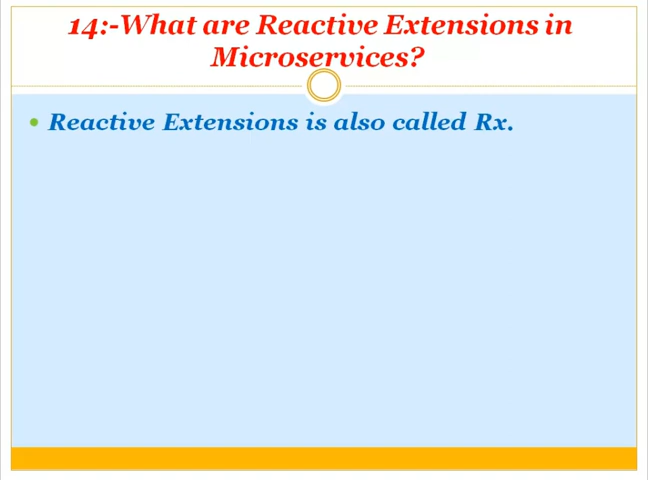 14:-What are Reactive Extensions in
Microservices?
Reactive Extensions is also called Rx.